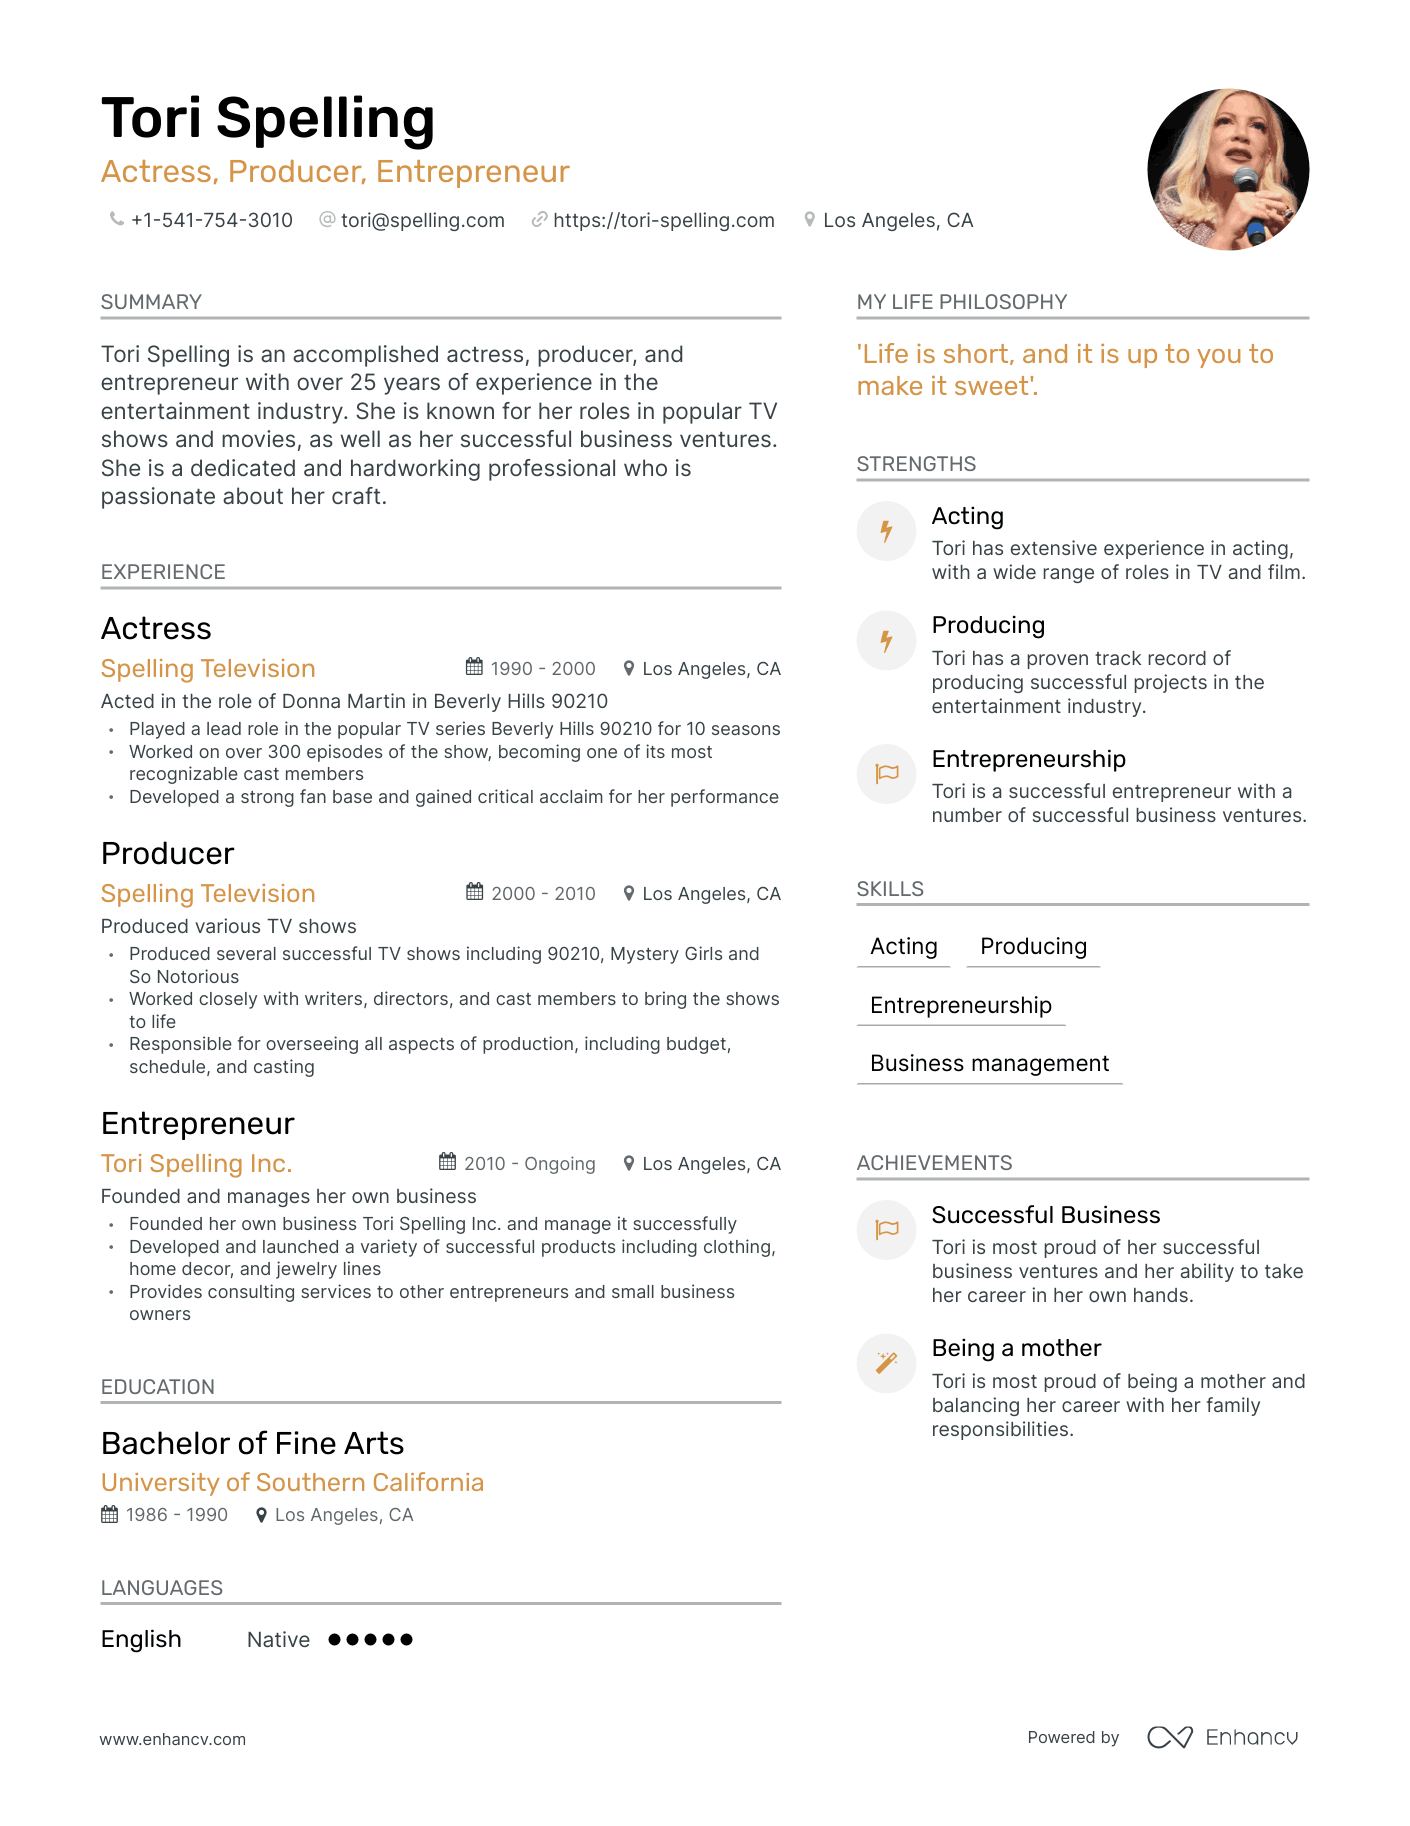 Tori Spelling
Actress, Producer, Entrepreneur
+1-541-754-3010 @ tori@spelling.com https://tori-spelling.com Los Angeles, CA
SUMMARY
Tori Spelling is an accomplished actress, producer, and
entrepreneur with over 25 years of experience in the
entertainment industry. She is known for her roles in popular TV
shows and movies, as well as her successful business ventures.
She is a dedicated and hardworking professional who is
passionate about her craft.
EXPERIENCE
Actress
Spelling Television 1990 - 2000 Los Angeles, CA
Acted in the role of Donna Martin in Beverly Hills 90210
• Played a lead role in the popular TV series Beverly Hills 90210 for 10 seasons
• Worked on over 300 episodes of the show, becoming one of its most
recognizable cast members
• Developed a strong fan base and gained critical acclaim for her performance
Producer
Spelling Television 2000 - 2010 Los Angeles, CA
Produced various TV shows
• Produced several successful TV shows including 90210, Mystery Girls and
So Notorious
• Worked closely with writers, directors, and cast members to bring the shows
to life
• Responsible for overseeing all aspects of production, including budget,
schedule, and casting
Entrepreneur
Tori Spelling Inc. 2010 - Ongoing Los Angeles, CA
Founded and manages her own business
• Founded her own business Tori Spelling Inc. and manage it successfully
• Developed and launched a variety of successful products including clothing,
home decor, and jewelry lines
• Provides consulting services to other entrepreneurs and small business
owners
EDUCATION
Bachelor of Fine Arts
University of Southern California
1986 - 1990 Los Angeles, CA
LANGUAGES
English Native
MY LIFE PHILOSOPHY
'Life is short, and it is up to you to
make it sweet'.
STRENGTHS
Acting
Tori has extensive experience in acting,
with a wide range of roles in TV and film.
Producing
Tori has a proven track record of
producing successful projects in the
entertainment industry.
Entrepreneurship
Tori is a successful entrepreneur with a
number of successful business ventures.
SKILLS
Acting Producing
Entrepreneurship
Business management
ACHIEVEMENTS
Successful Business
Tori is most proud of her successful
business ventures and her ability to take
her career in her own hands.
Being a mother
Tori is most proud of being a mother and
balancing her career with her family
responsibilities.
www.enhancv.com
Powered by Enhancv